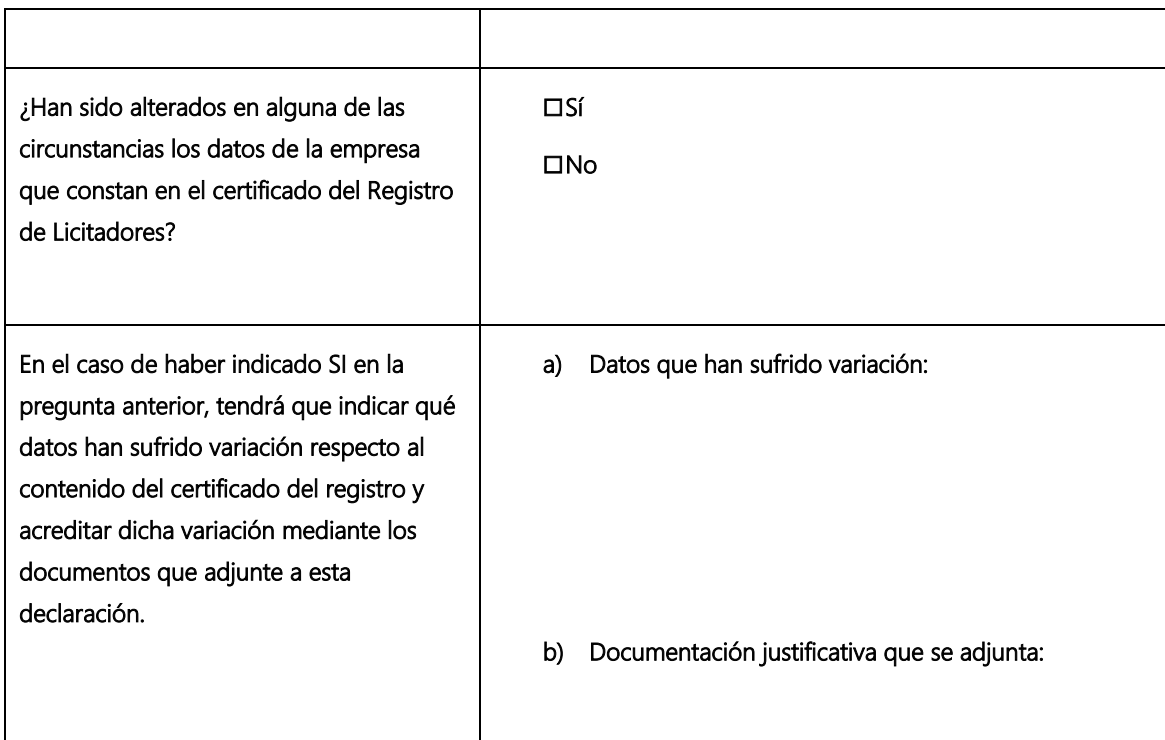 ¿Han sido alterados en alguna de las
circunstancias los datos de la empresa
que constan en el certificado del Registro
de Licitadores?
☐Sí
☐No
En el caso de haber indicado SI en la
pregunta anterior, tendrá que indicar qué
datos han sufrido variación respecto al
contenido del certificado del registro y
acreditar dicha variación mediante los
documentos que adjunte a esta
declaración.
a) Datos que han sufrido variación:
b) Documentación justificativa que se adjunta: